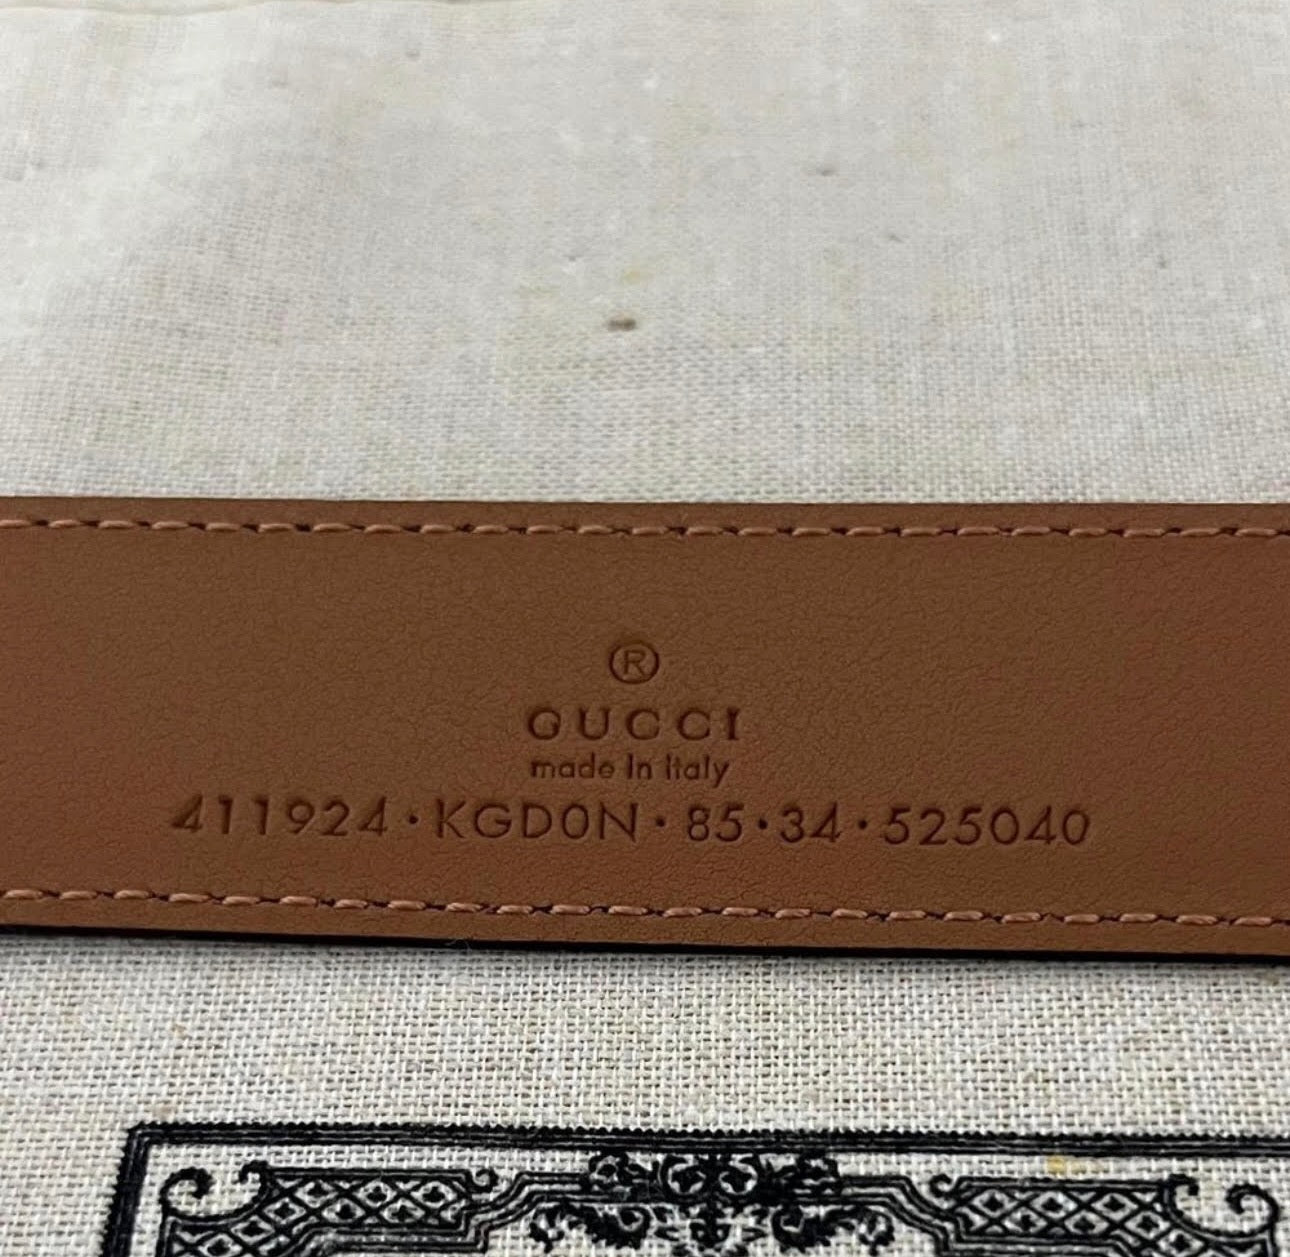 ®
GUCCI
made in italy
411924·KGD0N·85·34·525040